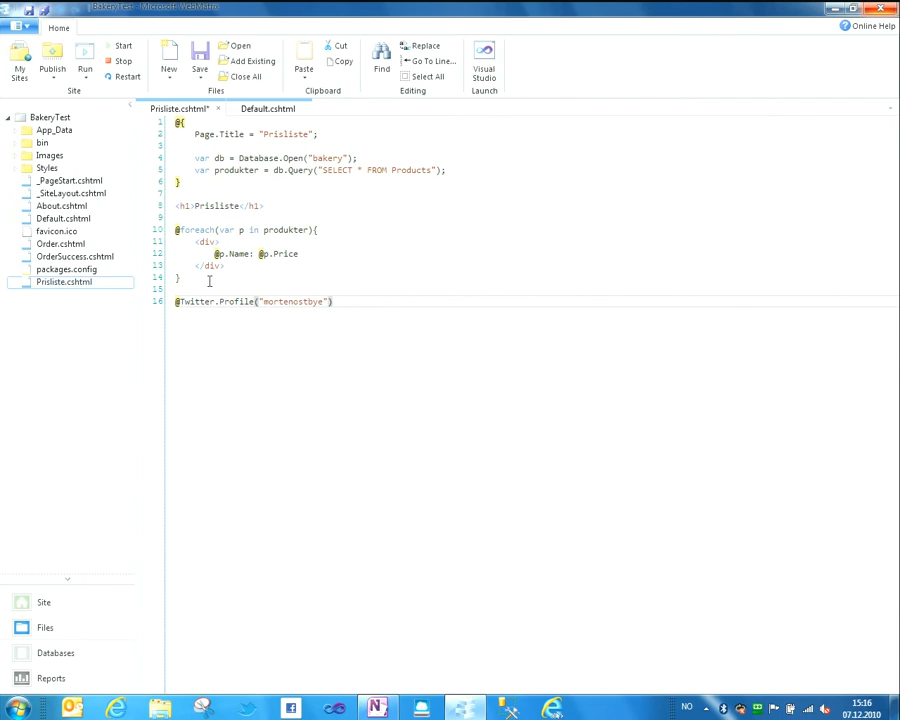 BakeryTest - Microsoft WebMatrix
Home
Online Help
My Sites
Publish
Run
Start
Stop
Restart
Site
New
Save
Open
Add Existing
Close All
Files
Paste
Cut
Copy
Clipboard
Find
Replace
Go To Line...
Select All
Editing
Visual Studio
Launch
BakeryTest
App_Data
bin
Images
Styles
_PageStart.cshtml
_SiteLayout.cshtml
About.cshtml
Default.cshtml
favicon.ico
Order.cshtml
OrderSuccess.cshtml
packages.config
Prisliste.cshtml
Site
Files
Databases
Reports
Prisliste.cshtml* × Default.cshtml
1 @{
2 Page.Title = "Prisliste";
3
4 var db = Database.Open("bakery");
5 var produkter = db.Query("SELECT * FROM Products");
6 }
7
8 <h1>Prisliste</h1>
9
10 @foreach(var p in produkter){
11 <div>
12 @p.Name: @p.Price
13 </div>
14 }
15
16 @Twitter.Profile("mortenostbye")
NO
15:16
07.12.2010